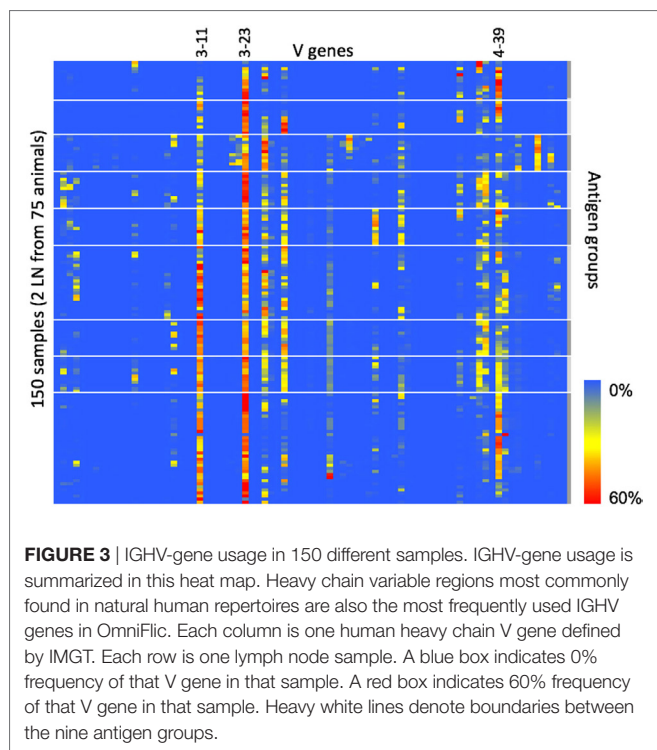 3-11
3-23
V genes
4-39
150 samples (2 LN from 75 animals)
Antigen groups
0%
60%
FIGURE 3 | IGHV-gene usage in 150 different samples. IGHV-gene usage is
summarized in this heat map. Heavy chain variable regions most commonly
found in natural human repertoires are also the most frequently used IGHV
genes in OmniFlic. Each column is one human heavy chain V gene defined
by IMGT. Each row is one lymph node sample. A blue box indicates 0%
frequency of that V gene in that sample. A red box indicates 60% frequency
of that V gene in that sample. Heavy white lines denote boundaries between
the nine antigen groups.